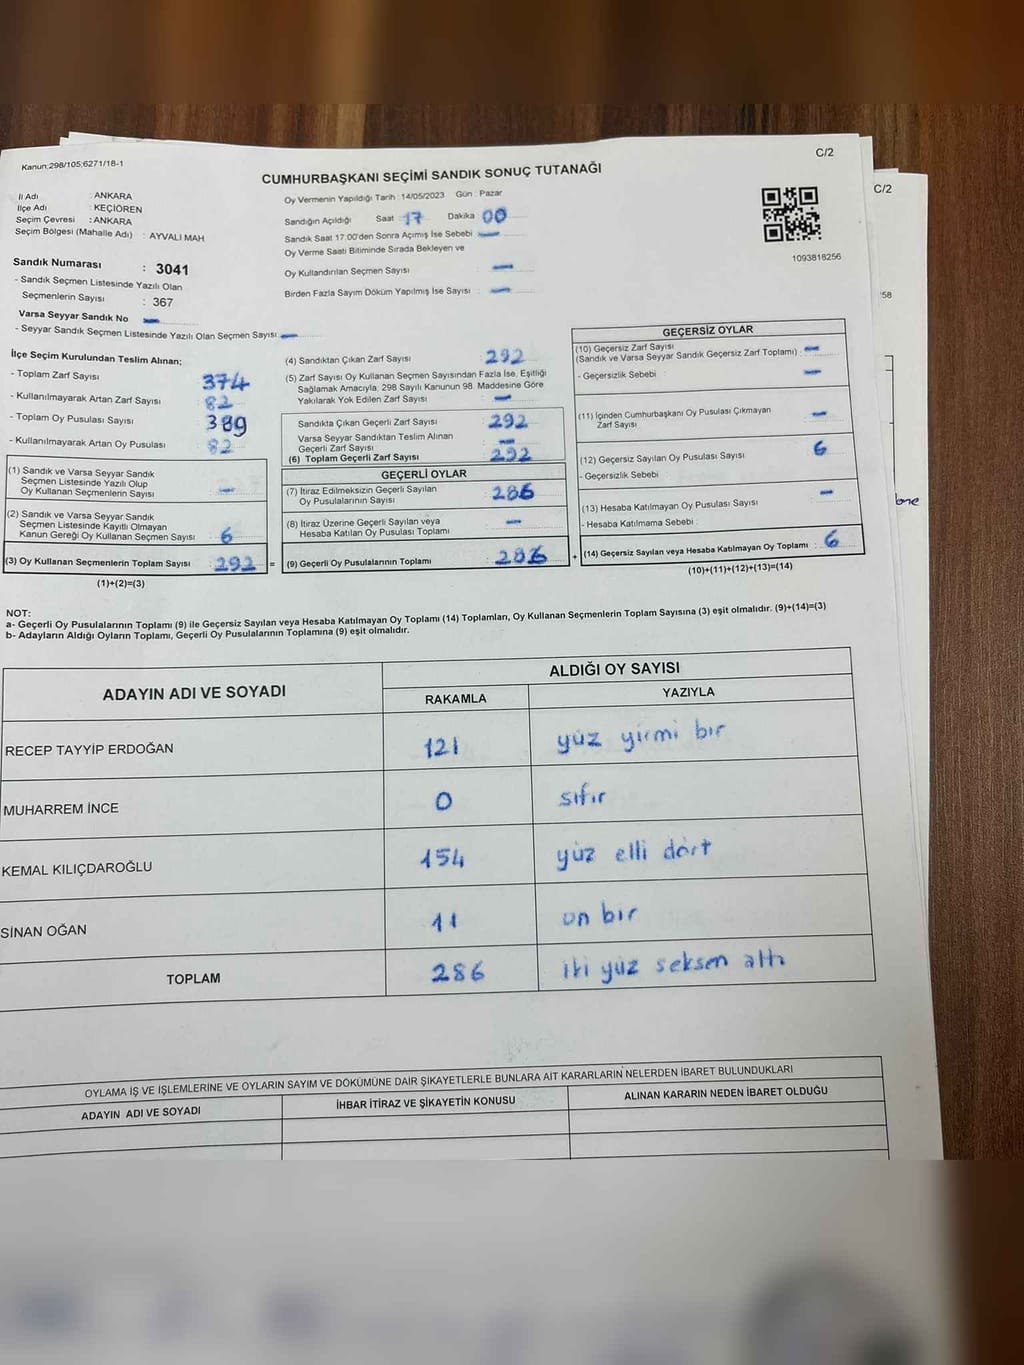 Kanun:298/105;6271/18-1
C/2
CUMHURBAŞKANI SEÇİMİ SANDIK SONUÇ TUTANAĞI
C/2
İl Adı : ANKARA
İlçe Adı : KEÇİÖREN
Seçim Çevresi : ANKARA
Seçim Bölgesi (Mahalle Adı) : AYVALI MAH
Sandık Numarası : 3041
- Sandık Seçmen Listesinde Yazılı Olan
Seçmenlerin Sayısı : 367
Varsa Seyyar Sandık No —
- Seyyar Sandık Seçmen Listesinde Yazılı Olan Seçmen Sayısı : —
Oy Vermenin Yapıldığı Tarih : 14/05/2023 Gün : Pazar
Sandığın Açıldığı Saat 17 Dakika 00
Sandık Saat 17:00'den Sonra Açımış İse Sebebi —
Oy Verme Saati Bitiminde Sırada Bekleyen ve
Oy Kullandırılan Seçmen Sayısı : —
Birden Fazla Sayım Döküm Yapılmış İse Sayısı : —
1093818256
:58
İlçe Seçim Kurulundan Teslim Alınan;
- Toplam Zarf Sayısı 374
- Kullanılmayarak Artan Zarf Sayısı 82
- Toplam Oy Pusulası Sayısı 389
- Kullanılmayarak Artan Oy Pusulası 82
(1) Sandık ve Varsa Seyyar Sandık
Seçmen Listesinde Yazılı Olup
Oy Kullanan Seçmenlerin Sayısı : —
(2) Sandık ve Varsa Seyyar Sandık
Seçmen Listesinde Kayıtlı Olmayan
Kanun Gereği Oy Kullanan Seçmen Sayısı : 6
(3) Oy Kullanan Seçmenlerin Toplam Sayısı : 292 =
(1)+(2)=(3)
(4) Sandıktan Çıkan Zarf Sayısı : 292
(5) Zarf Sayısı Oy Kullanan Seçmen Sayısından Fazla İse, Eşitliği
Sağlamak Amacıyla, 298 Sayılı Kanunun 98. Maddesine Göre
Yakılarak Yok Edilen Zarf Sayısı : —
Sandıkta Çıkan Geçerli Zarf Sayısı : 292
Varsa Seyyar Sandıktan Teslim Alınan
Geçerli Zarf Sayısı : —
(6) Toplam Geçerli Zarf Sayısı : 292
GEÇERLİ OYLAR
(7) İtiraz Edilmeksizin Geçerli Sayılan
Oy Pusulalarının Sayısı : 286
(8) İtiraz Üzerine Geçerli Sayılan veya
Hesaba Katılan Oy Pusulası Toplamı : —
(9) Geçerli Oy Pusulalarının Toplamı : 286 +
GEÇERSİZ OYLAR
(10) Geçersiz Zarf Sayısı
(Sandık ve Varsa Seyyar Sandık Geçersiz Zarf Toplamı) : —
- Geçersizlik Sebebi : —
(11) İçinden Cumhurbaşkanı Oy Pusulası Çıkmayan
Zarf Sayısı : —
(12) Geçersiz Sayılan Oy Pusulası Sayısı : 6
- Geçersizlik Sebebi :
(13) Hesaba Katılmayan Oy Pusulası Sayısı : —
- Hesaba Katılmama Sebebi :
(14) Geçersiz Sayılan veya Hesaba Katılmayan Oy Toplamı : 6
(10)+(11)+(12)+(13)=(14)
NOT:
a- Geçerli Oy Pusulalarının Toplamı (9) ile Geçersiz Sayılan veya Hesaba Katılmayan Oy Toplamı (14) Toplamları, Oy Kullanan Seçmenlerin Toplam Sayısına (3) eşit olmalıdır. (9)+(14)=(3)
b- Adayların Aldığı Oyların Toplamı, Geçerli Oy Pusulalarının Toplamına (9) eşit olmalıdır.
ADAYIN ADI VE SOYADI
ALDIĞI OY SAYISI
RAKAMLA YAZIYLA
RECEP TAYYİP ERDOĞAN 121 yüz yirmi bir
MUHARREM İNCE 0 sıfır
KEMAL KILIÇDAROĞLU 154 yüz elli dört
SİNAN OĞAN 11 on bir
TOPLAM 286 iki yüz seksen altı
OYLAMA İŞ VE İŞLEMLERİNE VE OYLARIN SAYIM VE DÖKÜMÜNE DAİR ŞİKAYETLERLE BUNLARA AİT KARARLARIN NELERDEN İBARET BULUNDUKLARI
ADAYIN ADI VE SOYADI İHBAR İTİRAZ VE ŞİKAYETİN KONUSU ALINAN KARARIN NEDEN İBARET OLDUĞU